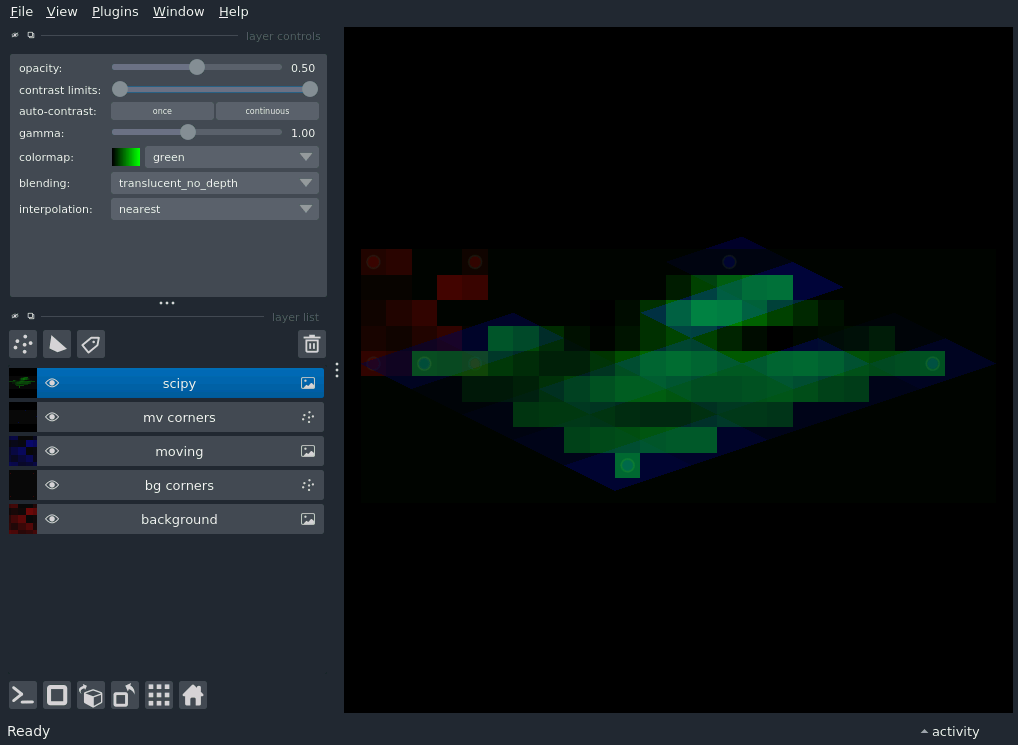 File View Plugins Window Help
layer controls
opacity: 0.50
contrast limits:
auto-contrast: once continuous
gamma: 1.00
colormap: green
blending: translucent_no_depth
interpolation: nearest
layer list
scipy
mv corners
moving
bg corners
background
Ready activity